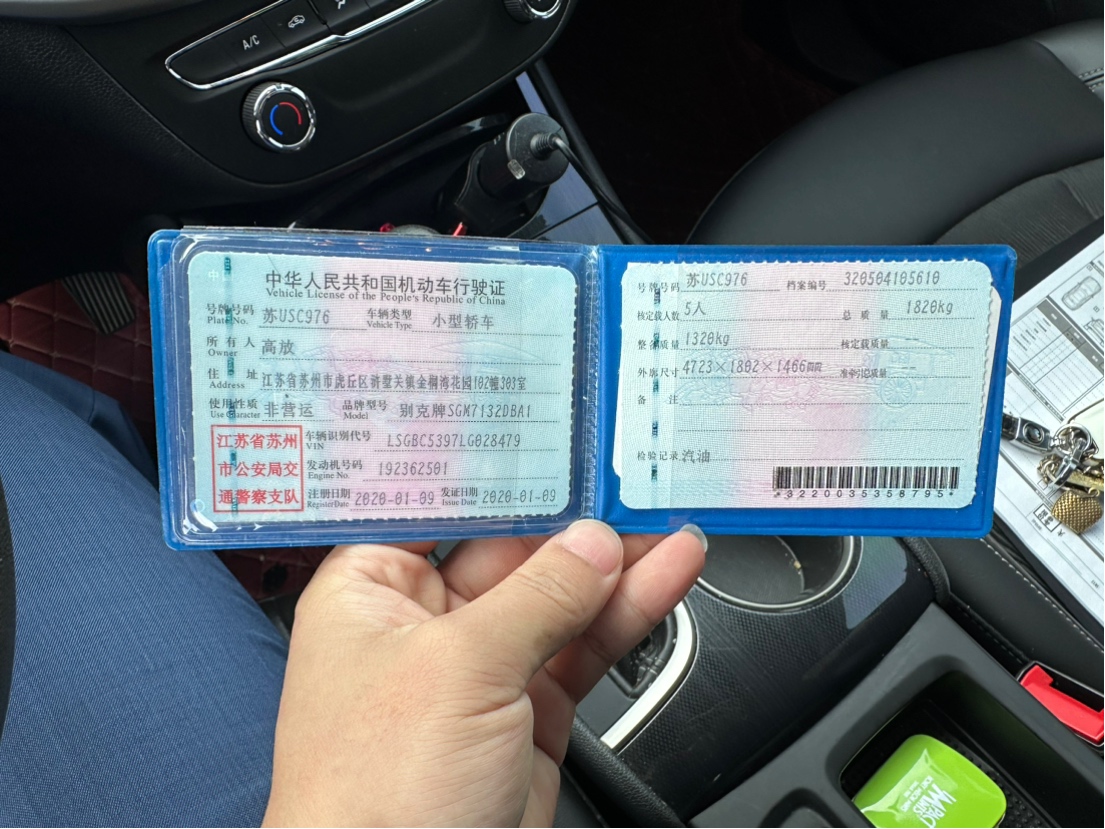 A/C
中华人民共和国机动车行驶证
Vehicle License of the People's Republic of China
号牌号码 苏USC976 车辆类型 小型轿车
Plate No. Vehicle Type
所有人 高放
Owner
住址 江苏省苏州市虎丘区浒墅关镇金桐湾花园102幢303室
Address
使用性质 非营运 品牌型号 别克牌SGM7132DBA1
Use Character Model
江苏省苏州
市公安局交
通警察支队
车辆识别代号 LSGBC5397LG028479
VIN
发动机号码 192362501
Engine No.
注册日期 2020-01-09 发证日期 2020-01-09
Register Date Issue Date
号牌号码 苏USC976 档案编号 320504105610
核定载人数 5人 总质量 1820kg
整备质量 1320kg 核定载质量 --
外廓尺寸 4723×1802×1466mm 准牵引总质量 --
备注
检验记录 汽油
*3220035358795*